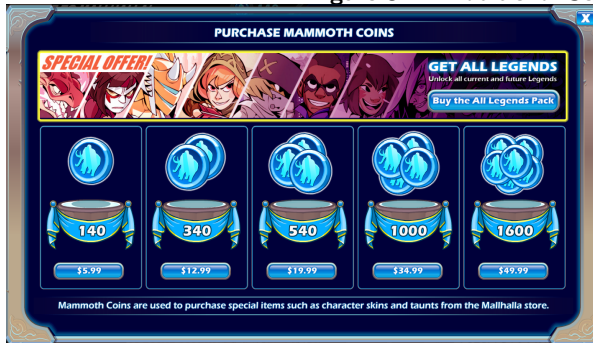 X
PURCHASE MAMMOTH COINS
SPECIAL OFFER!
GET ALL LEGENDS
Unlock all current and future Legends
Buy the All Legends Pack
140
340
540
1000
1600
$5.99
$12.99
$19.99
$34.99
$49.99
Mammoth Coins are used to purchase special items such as character skins and taunts from the Mallhalla store.